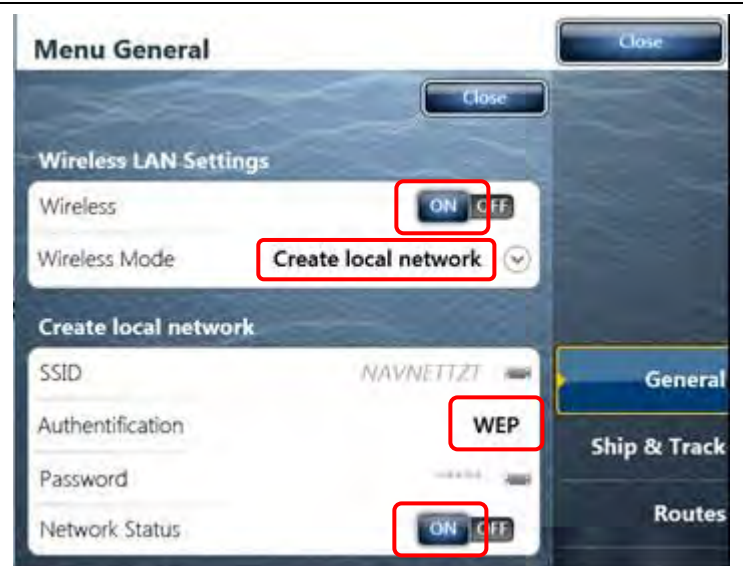 Menu General
Close
Close
Wireless LAN Settings
Wireless ON OFF
Wireless Mode Create local network
Create local network
SSID NAVNETTZT
Authentification WEP
Password
Network Status ON OFF
General
Ship & Track
Routes